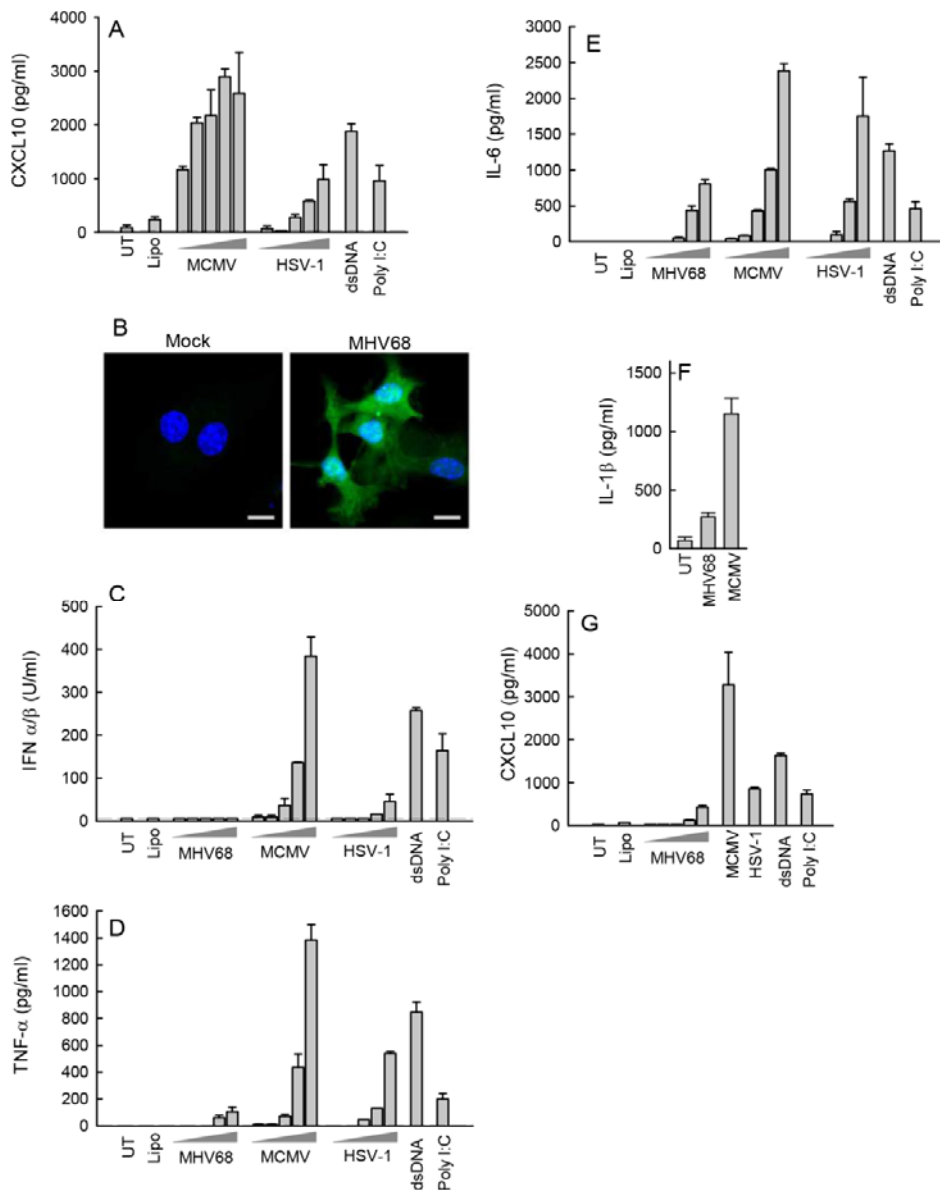 A
CXCL10 (pg/ml)
4000
3000
2000
1000
0
UT
Lipo
MCMV
HSV-1
dsDNA
Poly I:C
B
Mock
MHV68
C
IFN α/β (U/ml)
500
400
300
200
100
0
UT
Lipo
MHV68
MCMV
HSV-1
dsDNA
Poly I:C
D
TNF-α (pg/ml)
1600
1400
1200
1000
800
600
400
200
0
UT
Lipo
MHV68
MCMV
HSV-1
dsDNA
Poly I:C
E
IL-6 (pg/ml)
3000
2500
2000
1500
1000
500
0
UT
Lipo
MHV68
MCMV
HSV-1
dsDNA
Poly I:C
F
IL-1β (pg/ml)
1500
1000
500
0
UT
MHV68
MCMV
G
CXCL10 (pg/ml)
5000
4000
3000
2000
1000
0
UT
Lipo
MHV68
MCMV
HSV-1
dsDNA
Poly I:C